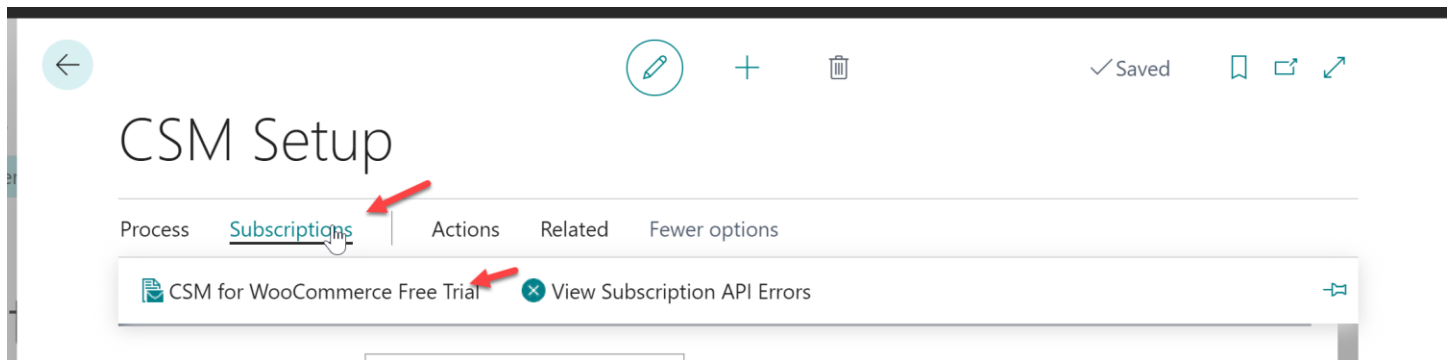 Saved
CSM Setup
Process Subscriptions Actions Related Fewer options
CSM for WooCommerce Free Trial View Subscription API Errors